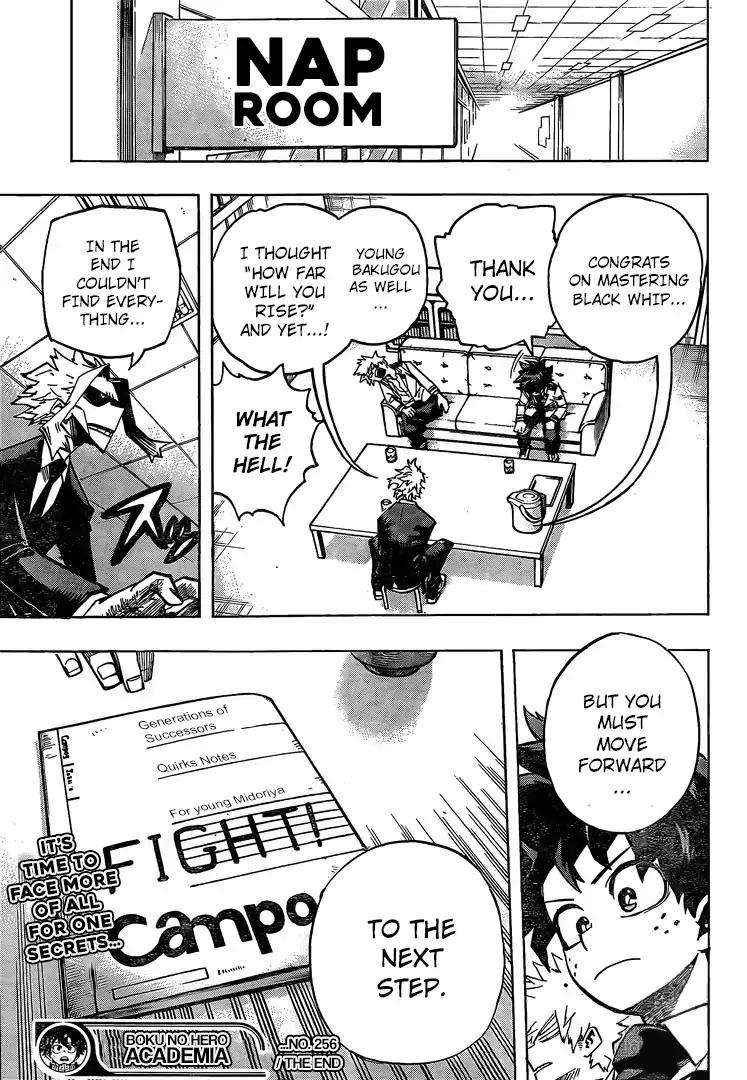 NAP
ROOM
CONGRATS
ON MASTERING
BLACK WHIP...
THANK
YOU...
YOUNG
BAKUGOU
AS WELL
...
I THOUGHT
"HOW FAR
WILL YOU
RISE?"
AND YET...!
WHAT
THE
HELL!
IN THE
END I
COULDN'T
FIND EVERY-
THING...
BUT YOU
MUST
MOVE
FORWARD
...
Generations of
Successors
Quirks Notes
For young Midoriya
FIGHT!
Campo
Campus
IT'S
TIME TO
FACE MORE
OF ALL
FOR ONE
SECRETS...
TO THE
NEXT
STEP.
BOKU NO HERO
ACADEMIA
...NO. 256
/ THE END